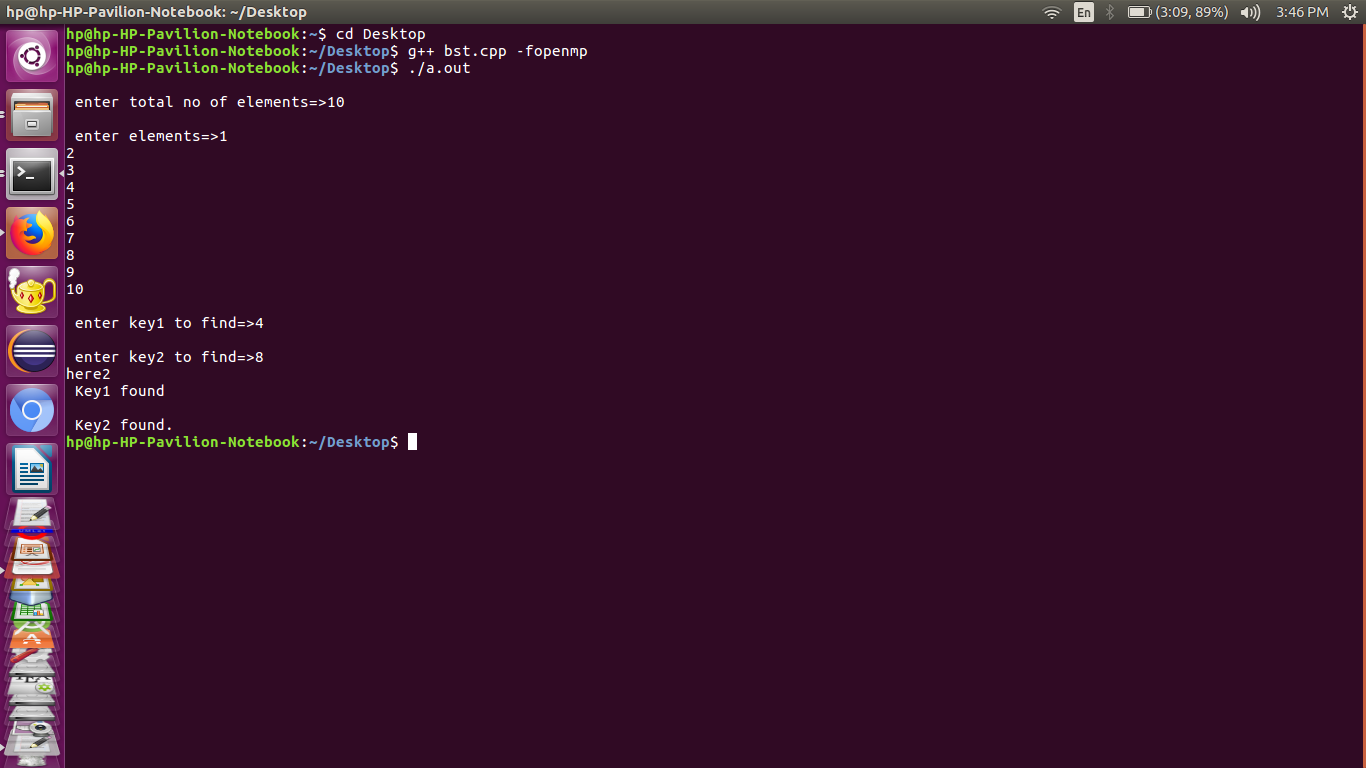 hp@hp-HP-Pavilion-Notebook: ~/Desktop
En
(3:09, 89%)
3:46 PM
hp@hp-HP-Pavilion-Notebook:~$ cd Desktop
hp@hp-HP-Pavilion-Notebook:~/Desktop$ g++ bst.cpp -fopenmp
hp@hp-HP-Pavilion-Notebook:~/Desktop$ ./a.out
enter total no of elements=>10
enter elements=>1
2
3
4
5
6
7
8
9
10
enter key1 to find=>4
enter key2 to find=>8
here2
Key1 found
Key2 found.
hp@hp-HP-Pavilion-Notebook:~/Desktop$